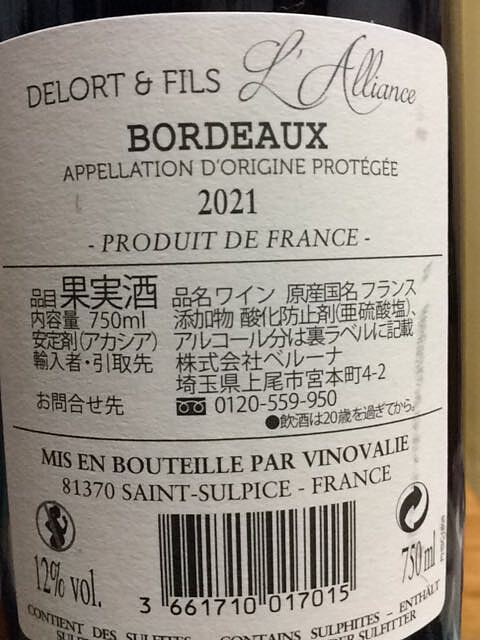 DELORT & FILS L'Alliance
BORDEAUX
APPELLATION D'ORIGINE PROTÉGÉE
2021
- PRODUIT DE FRANCE -
品目 果実酒 品名 ワイン 原産国名 フランス
内容量 750ml 添加物 酸化防止剤(亜硫酸塩)、
安定剤(アカシア) アルコール分は裏ラベルに記載
輸入者・引取先 株式会社ベルーナ
埼玉県上尾市宮本町4-2
お問合せ先 0120-559-950
●飲酒は20歳を過ぎてから。
MIS EN BOUTEILLE PAR VINOVALIE
81370 SAINT-SULPICE - FRANCE
12% vol.
750 ml
3 661710 017015
CONTIENT DES SULFITES - CONTAINS SULPHITES - ENTHÄLT